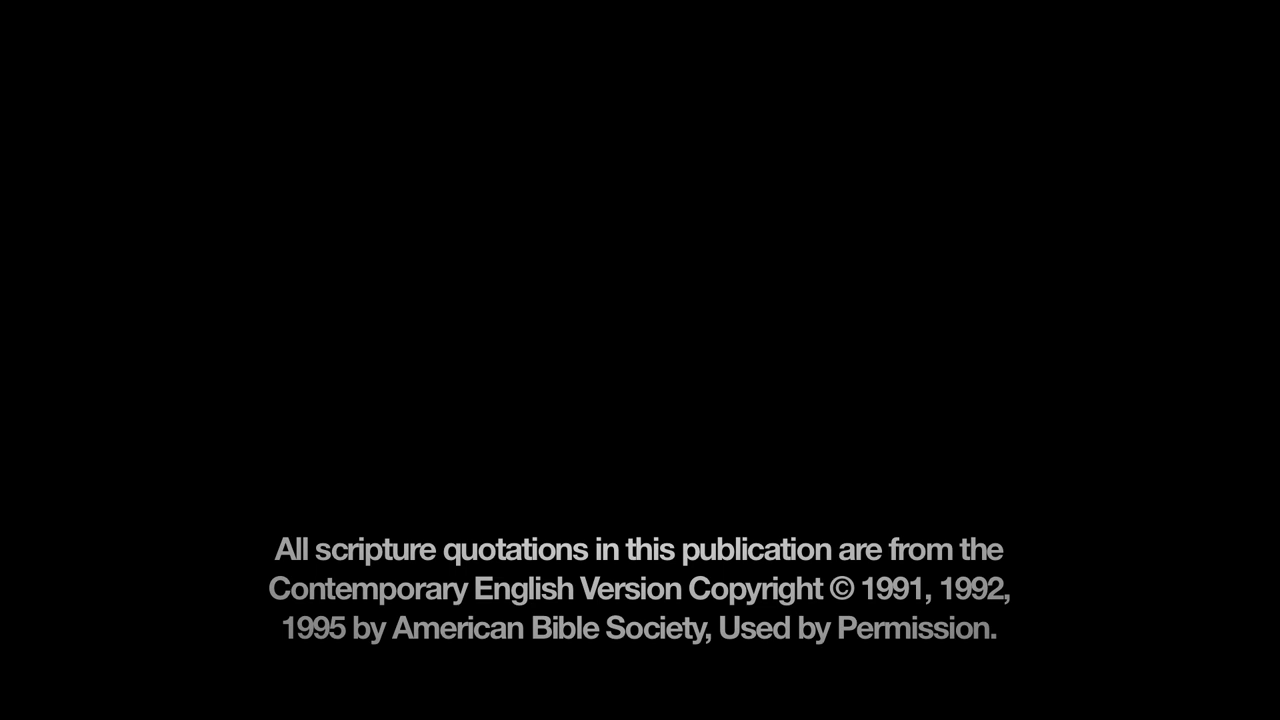 All scripture quotations in this publication are from the
Contemporary English Version Copyright © 1991, 1992,
1995 by American Bible Society, Used by Permission.